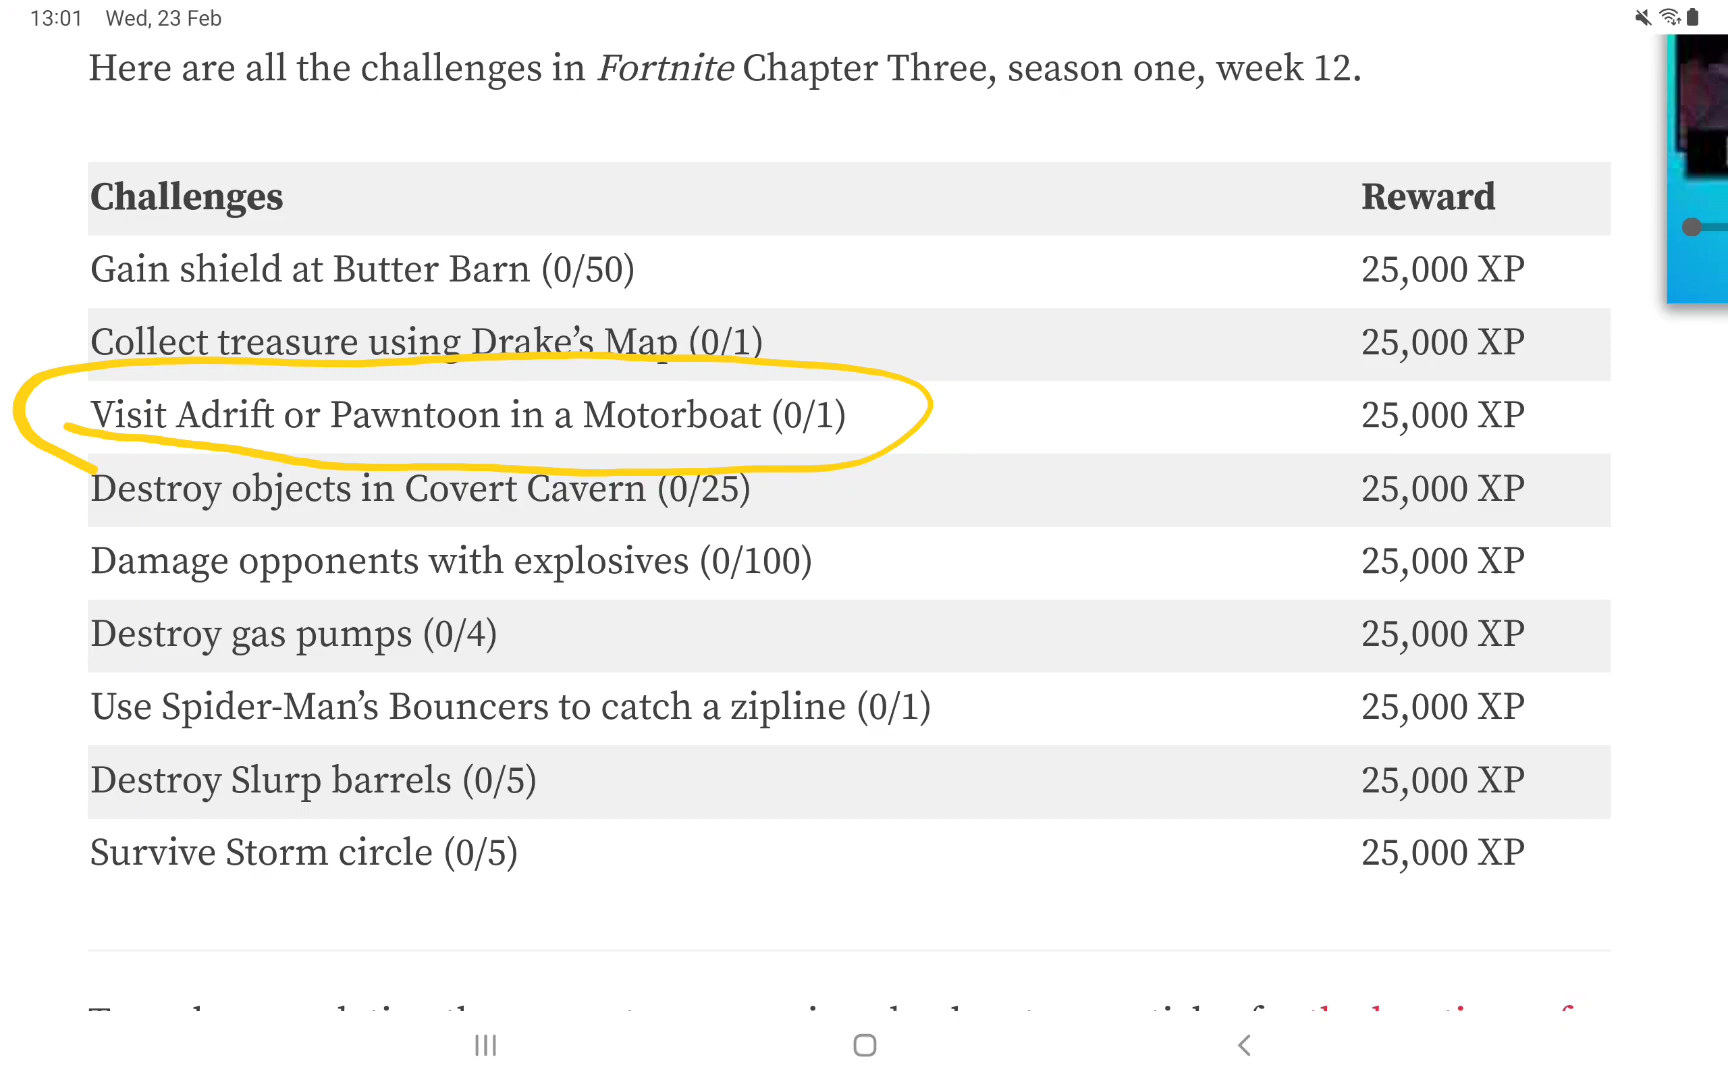 13:01 Wed, 23 Feb
Here are all the challenges in Fortnite Chapter Three, season one, week 12.
Challenges Reward
Gain shield at Butter Barn (0/50) 25,000 XP
Collect treasure using Drake’s Map (0/1) 25,000 XP
Visit Adrift or Pawntoon in a Motorboat (0/1) 25,000 XP
Destroy objects in Covert Cavern (0/25) 25,000 XP
Damage opponents with explosives (0/100) 25,000 XP
Destroy gas pumps (0/4) 25,000 XP
Use Spider-Man’s Bouncers to catch a zipline (0/1) 25,000 XP
Destroy Slurp barrels (0/5) 25,000 XP
Survive Storm circle (0/5) 25,000 XP